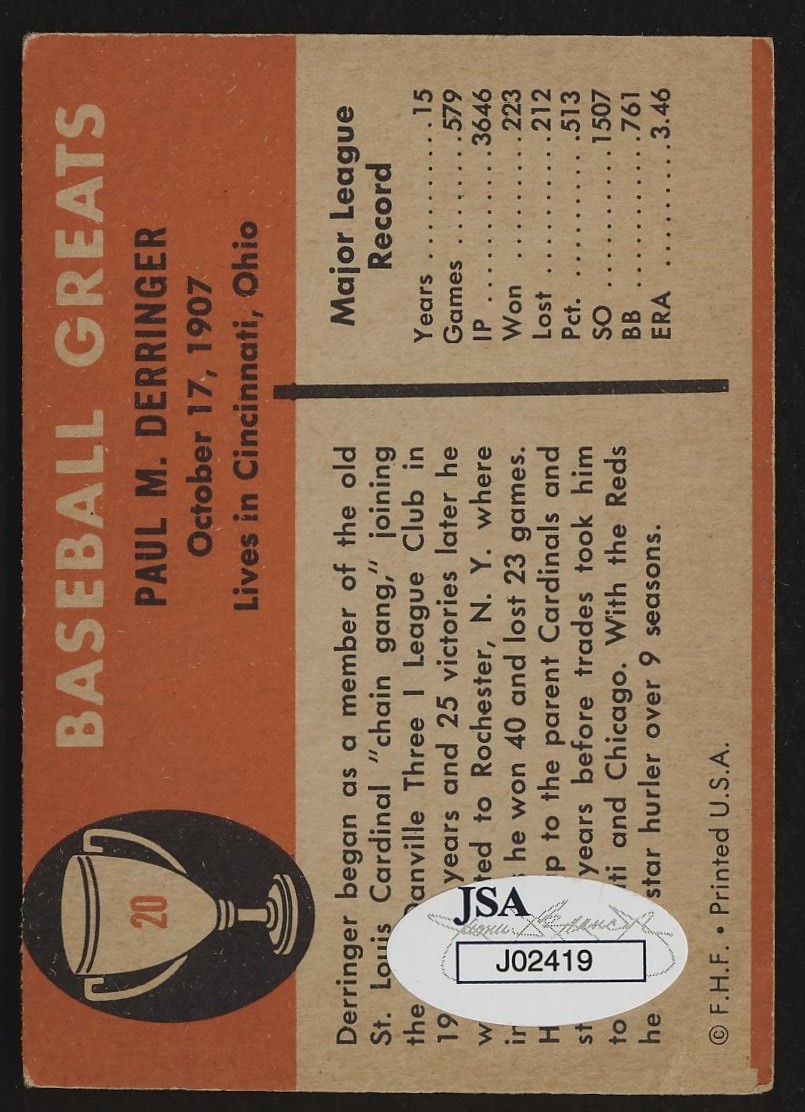 BASEBALL GREATS
PAUL M. DERRINGER
October 17, 1907
Lives in Cincinnati, Ohio
20
Derringer began as a member of the old
St. Louis Cardinal "chain gang," joining
the anville Three I League Club in
19 years and 25 victories later he
w ted to Rochester, N. Y. where
he won 40 and lost 23 games.
H p to the parent Cardinals and
st years before trades took him
to ti and Chicago. With the Reds
he star hurler over 9 seasons.
Major League
Record
Years ........... 15
Games ......... .579
IP ............. .3646
Won ........... 223
Lost ............ .212
Pct. ............ .513
SO ............ 1507
BB ............. .761
ERA .......... 3.46
© F.H.F. • Printed U.S.A.
JSA
J02419